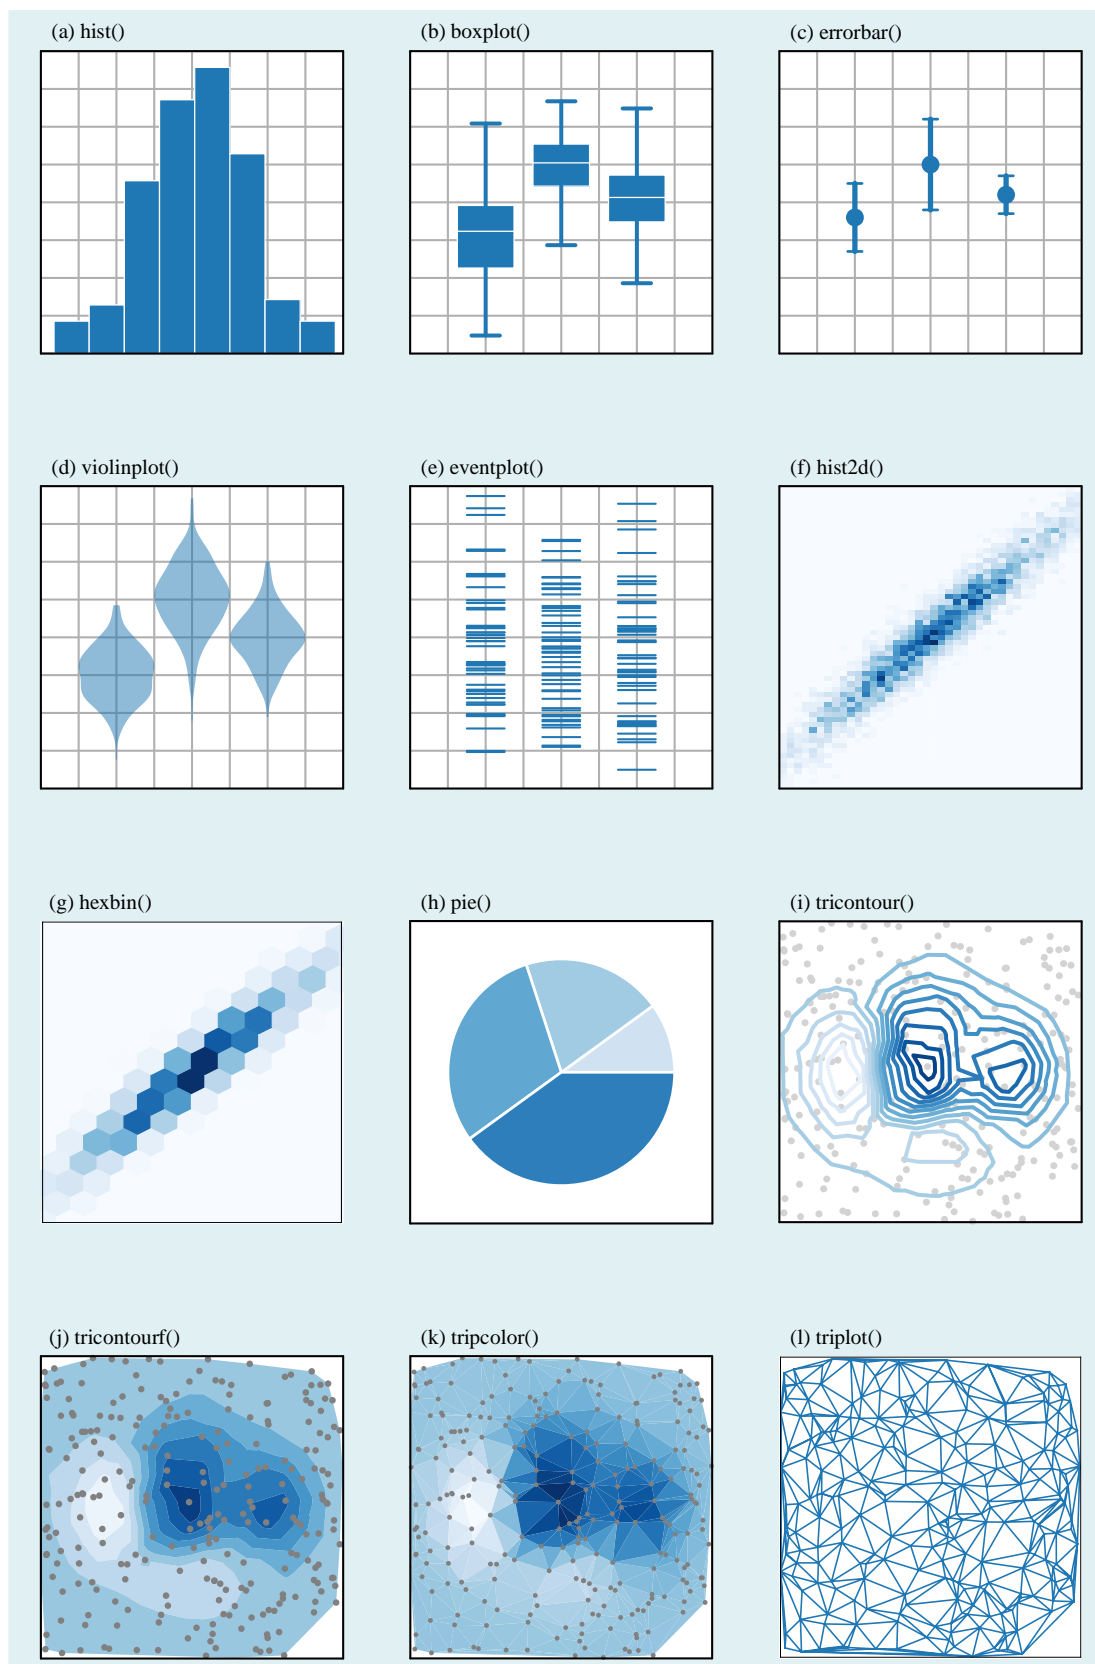 (a) hist()
(b) boxplot()
(c) errorbar()
(d) violinplot()
(e) eventplot()
(f) hist2d()
(g) hexbin()
(h) pie()
(i) tricontour()
(j) tricontourf()
(k) tripcolor()
(l) triplot()